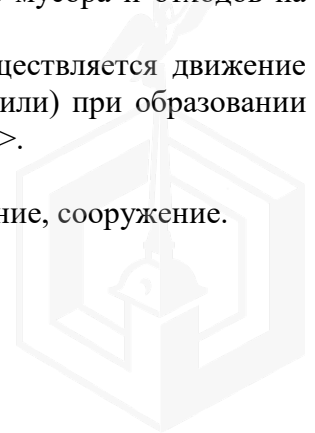 мусора и отходов на
ществляется движение
или) при образовании
>.
ние, сооружение.